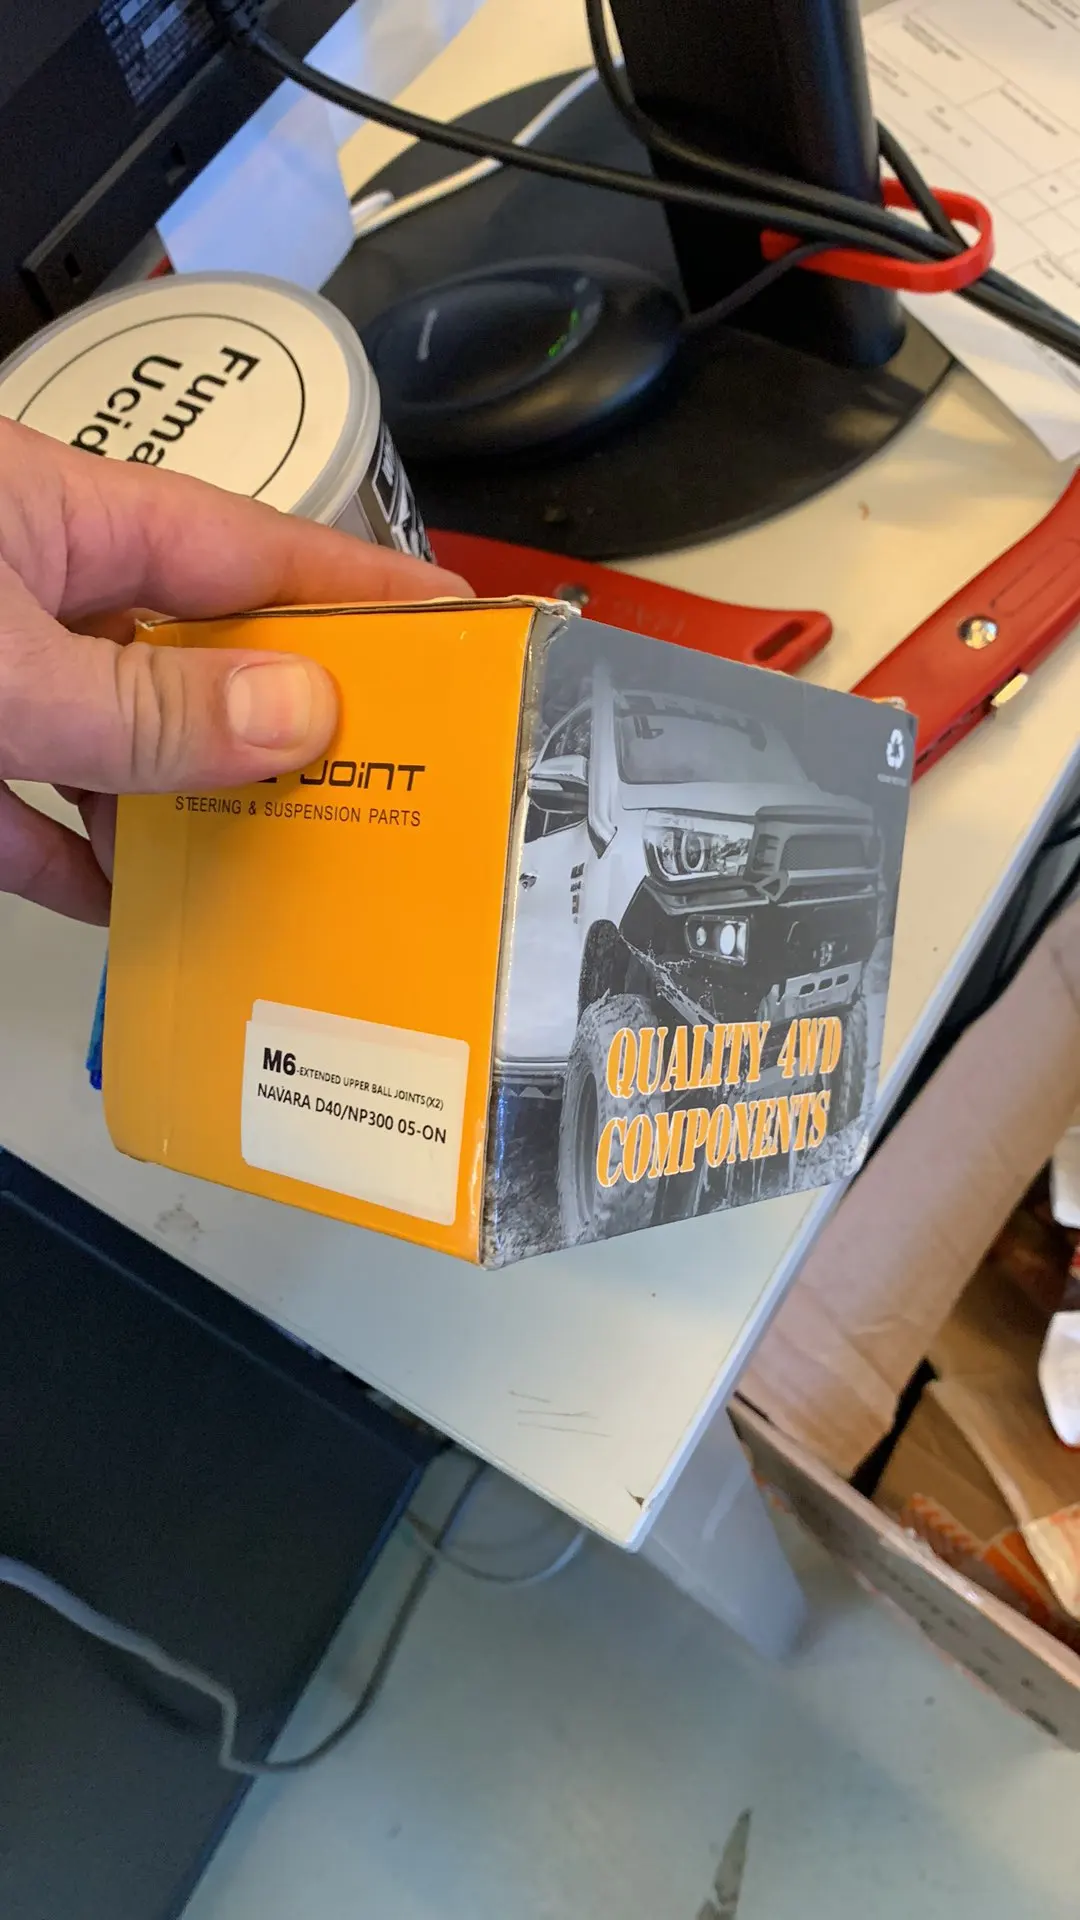 Fuma
Ucid
JOINT
STEERING & SUSPENSION PARTS
M6-EXTENDED UPPER BALL JOINTS(X2)
NAVARA D40/NP300 05-ON
QUALITY 4WD
COMPONENTS